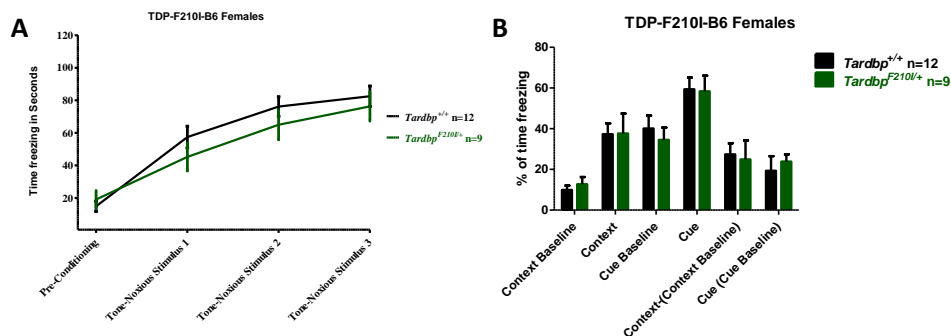 A
TDP-F210I-B6 Females
Time freezing in Seconds
100
80
60
40
20
Pre-Conditioning
Tone-Noxious Stimulus 1
Tone-Noxious Stimulus 2
Tone-Noxious Stimulus 3
Tardbp+/+ n=12
TardbpF210I/+ n=9
B
TDP-F210I-B6 Females
% of time freezing
80
60
40
20
0
Context Baseline
Context
Cue Baseline
Cue
Context-(Context Baseline)
Cue (Cue Baseline)
Tardbp+/+ n=12
TardbpF210I/+ n=9